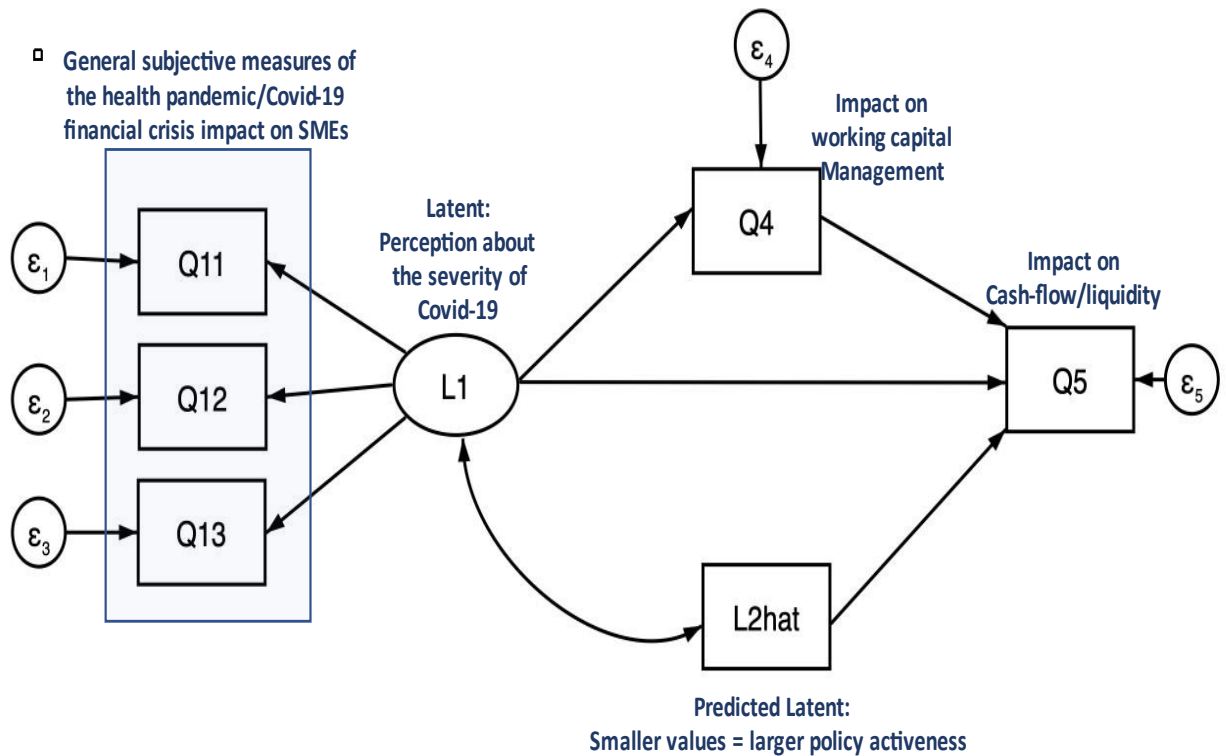 General subjective measures of
the health pandemic/Covid-19
financial crisis impact on SMEs
ε1
Q11
ε2
Q12
ε3
Q13
Latent:
Perception about
the severity of
Covid-19
L1
ε4
Impact on
working capital
Management
Q4
Impact on
Cash-flow/liquidity
Q5
ε5
L2hat
Predicted Latent:
Smaller values = larger policy activeness